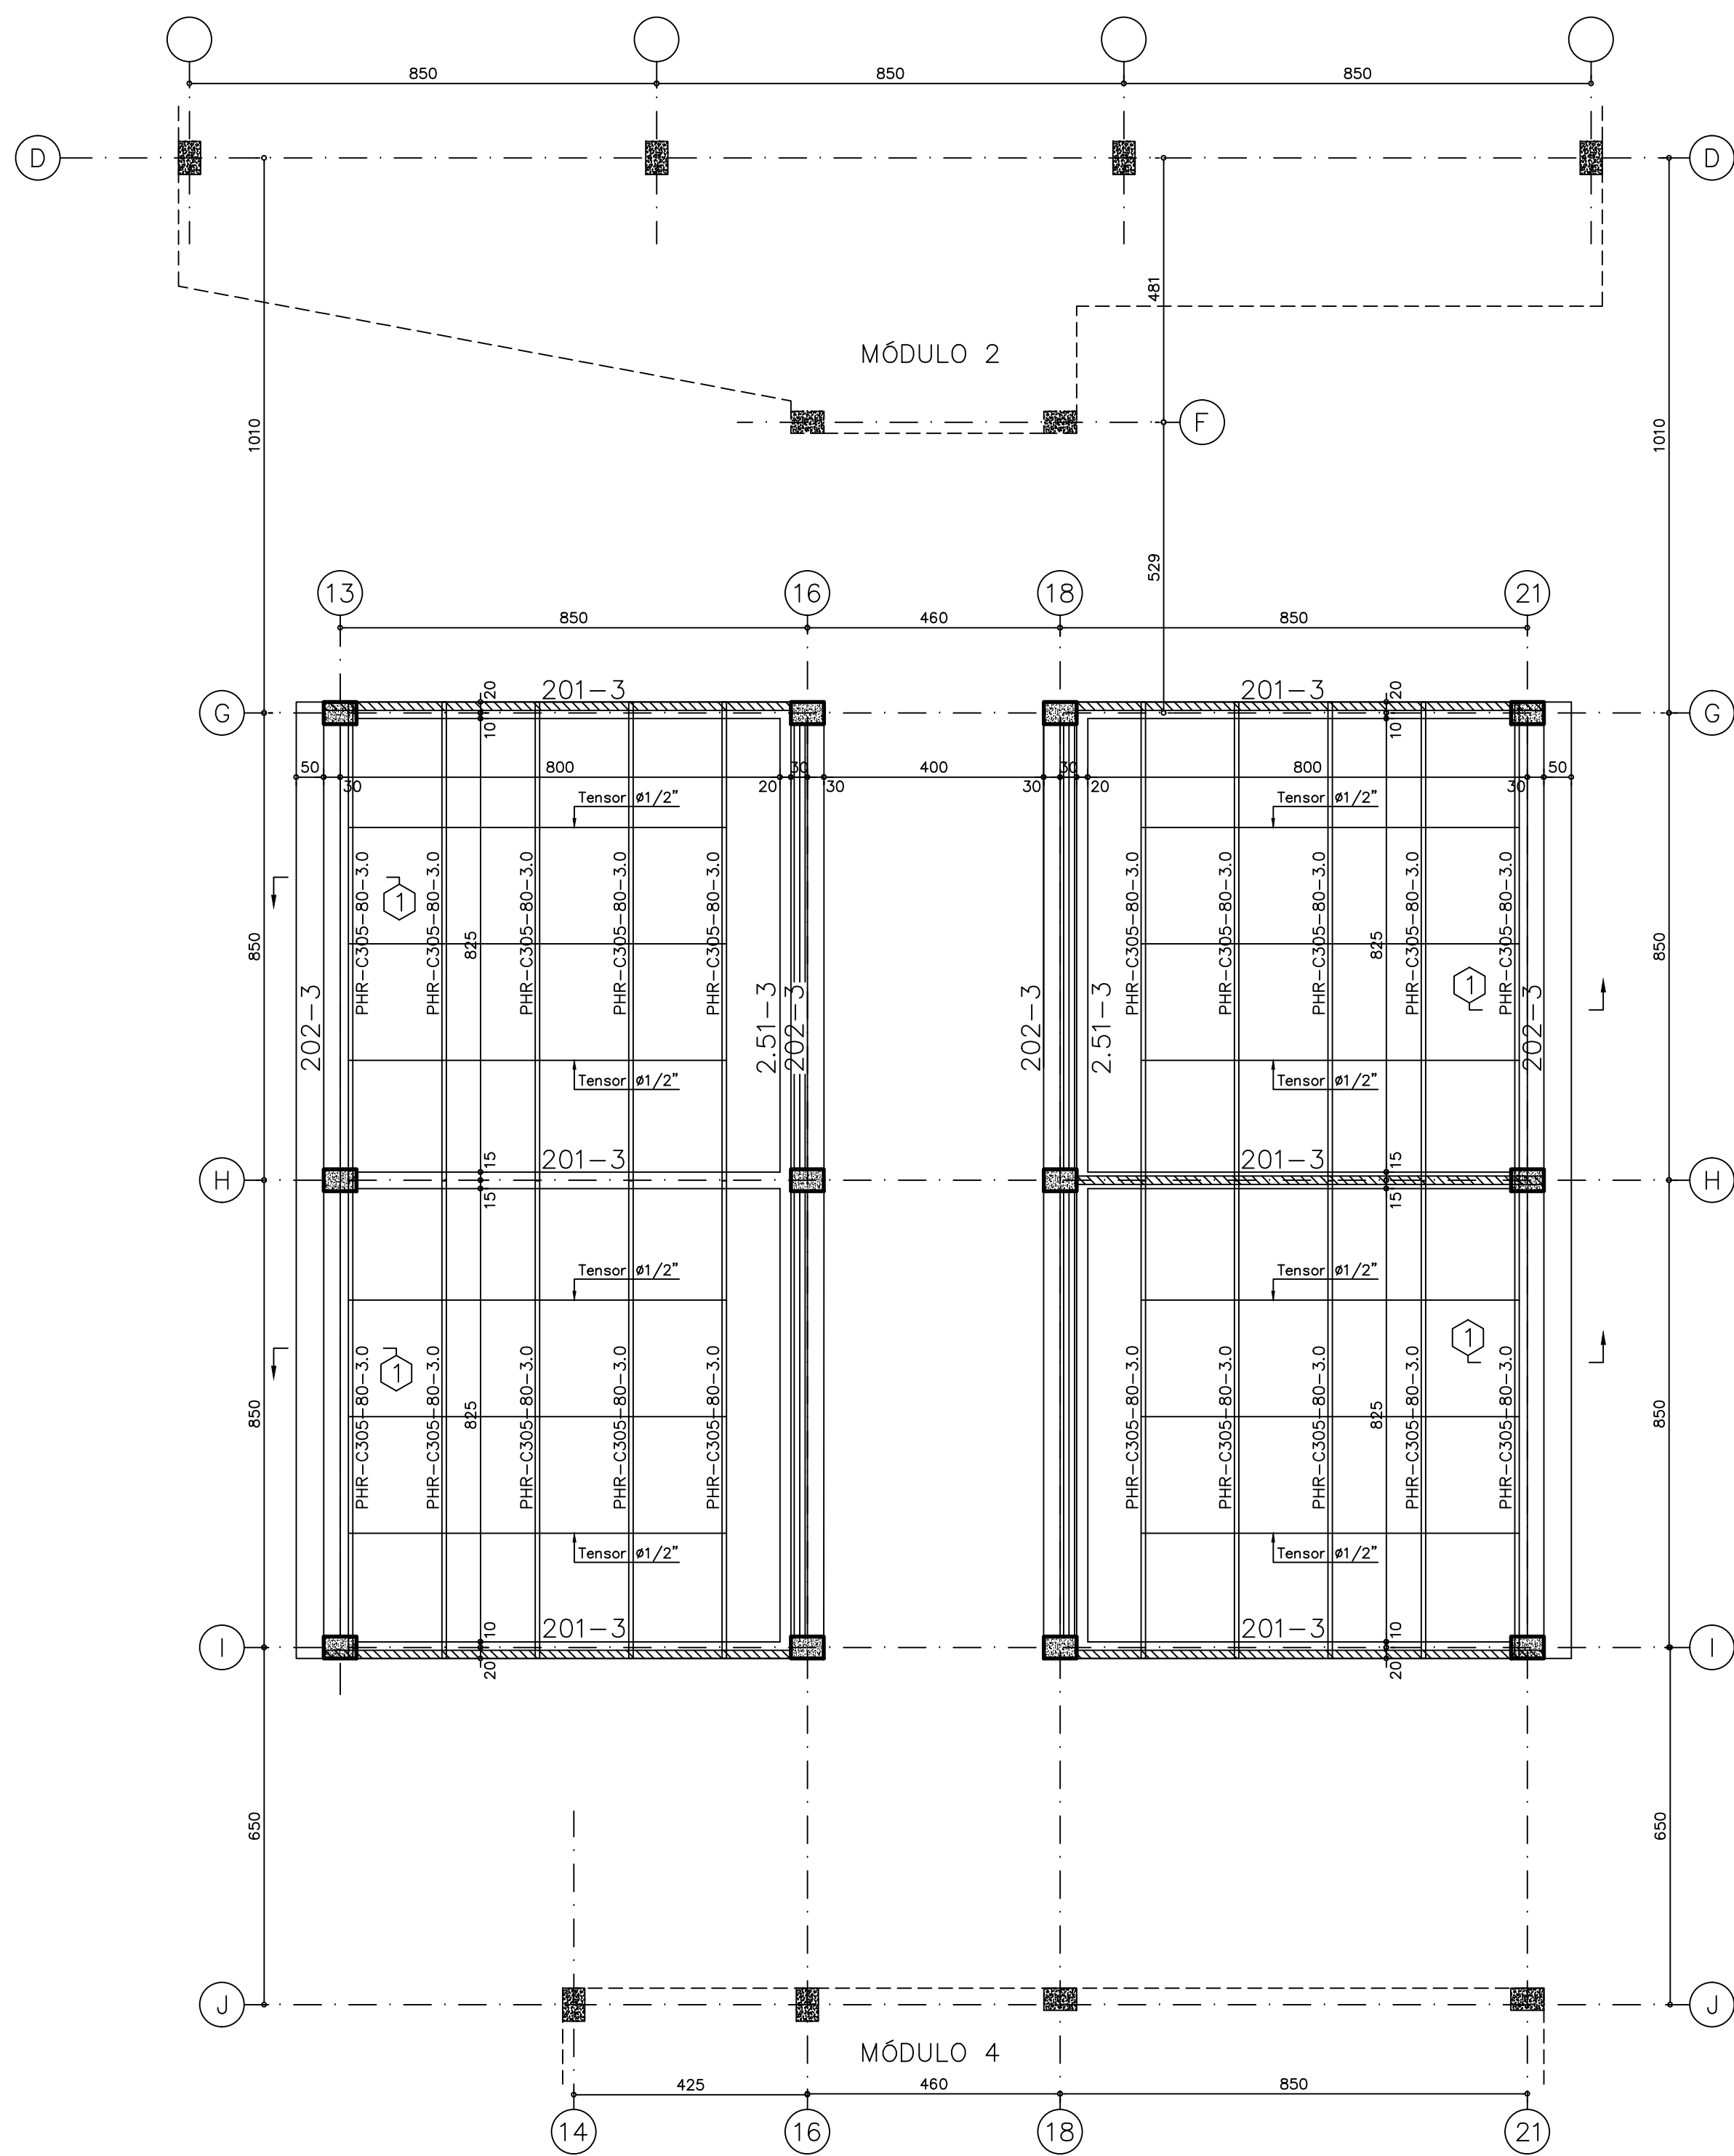 850 850 850
D D
481
MÓDULO 2
1010 1010
F
529
13 16 18 21
850 460 850
201-3 20 201-3 20
G G
10 10
50 800 30 400 30 800 50
30 20 30 30 20 30
Tensor ø1/2" Tensor ø1/2"
PHR-C305-80-3.0 PHR-C305-80-3.0 PHR-C305-80-3.0 PHR-C305-80-3.0 PHR-C305-80-3.0 PHR-C305-80-3.0 PHR-C305-80-3.0 PHR-C305-80-3.0 PHR-C305-80-3.0 PHR-C305-80-3.0
1
850 825 825 850
1
202-3 2.51-3 202-3 202-3 2.51-3 202-3
Tensor ø1/2" Tensor ø1/2"
201-3 15 201-3 15
H H
15 15
Tensor ø1/2" Tensor ø1/2"
1
1
PHR-C305-80-3.0 PHR-C305-80-3.0 PHR-C305-80-3.0 PHR-C305-80-3.0 PHR-C305-80-3.0 PHR-C305-80-3.0 PHR-C305-80-3.0 PHR-C305-80-3.0 PHR-C305-80-3.0 PHR-C305-80-3.0
850 825 825 850
Tensor ø1/2" Tensor ø1/2"
201-3 10 201-3 10
I I
20 20
650 650
J J
MÓDULO 4
425 460 850
14 16 18 21